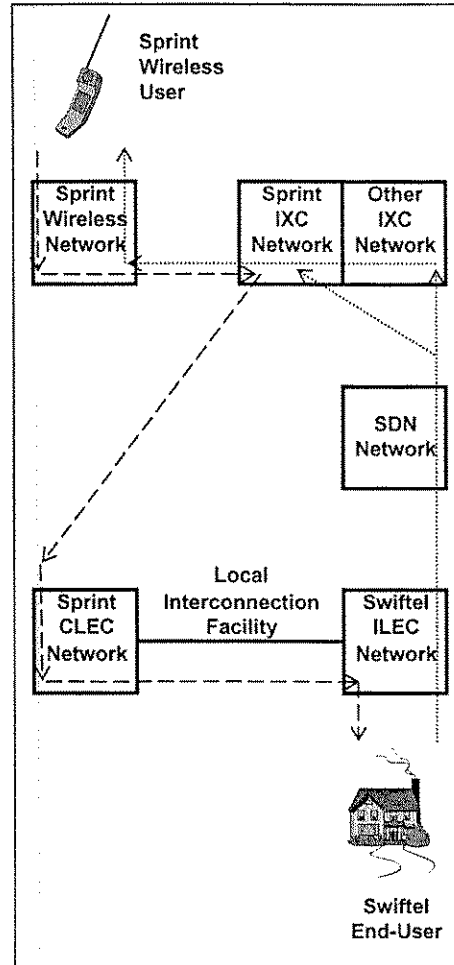 Sprint
Wireless
User
Sprint
Wireless
Network
Sprint
IXC
Network
Other
IXC
Network
SDN
Network
Local
Interconnection
Facility
Sprint
CLEC
Network
Swiftel
ILEC
Network
Swiftel
End-User